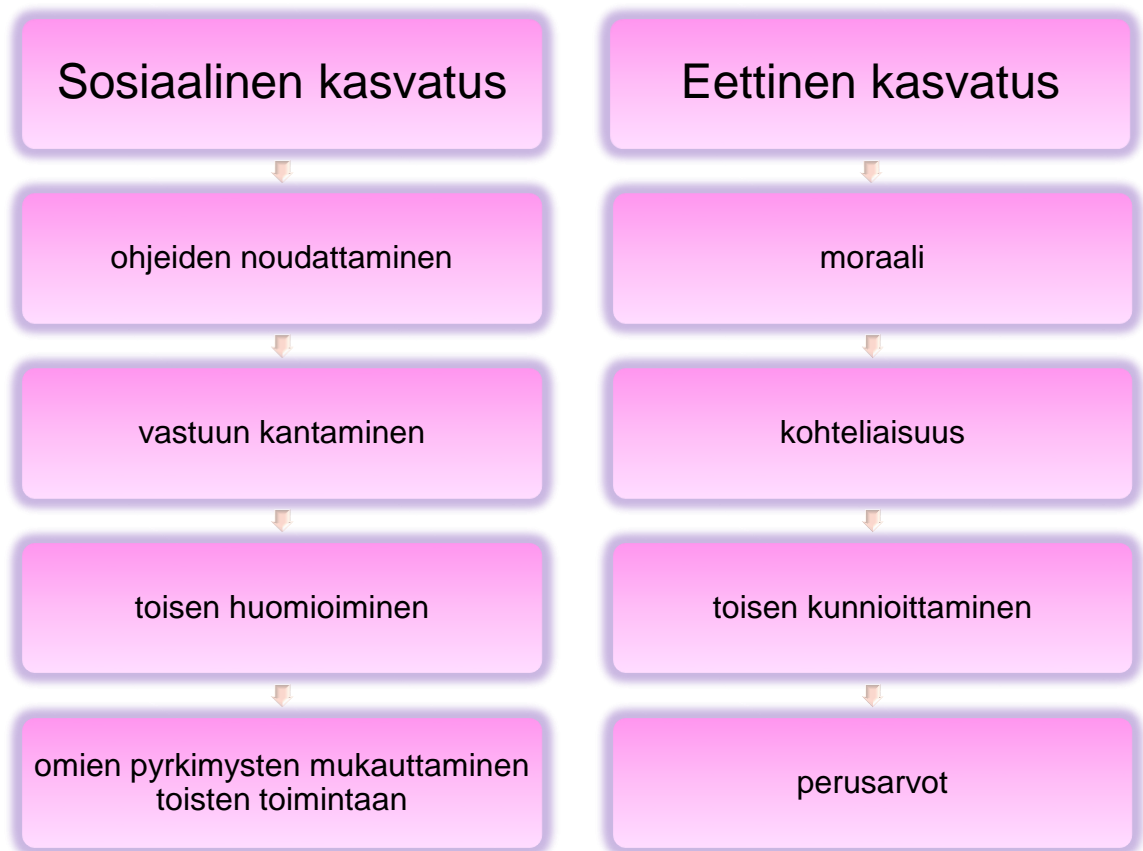 Sosiaalinen kasvatus
ohjeiden noudattaminen
vastuun kantaminen
toisen huomioiminen
omien pyrkimysten mukauttaminen
toisten toimintaan
Eettinen kasvatus
moraali
kohteliaisuus
toisen kunnioittaminen
perusarvot